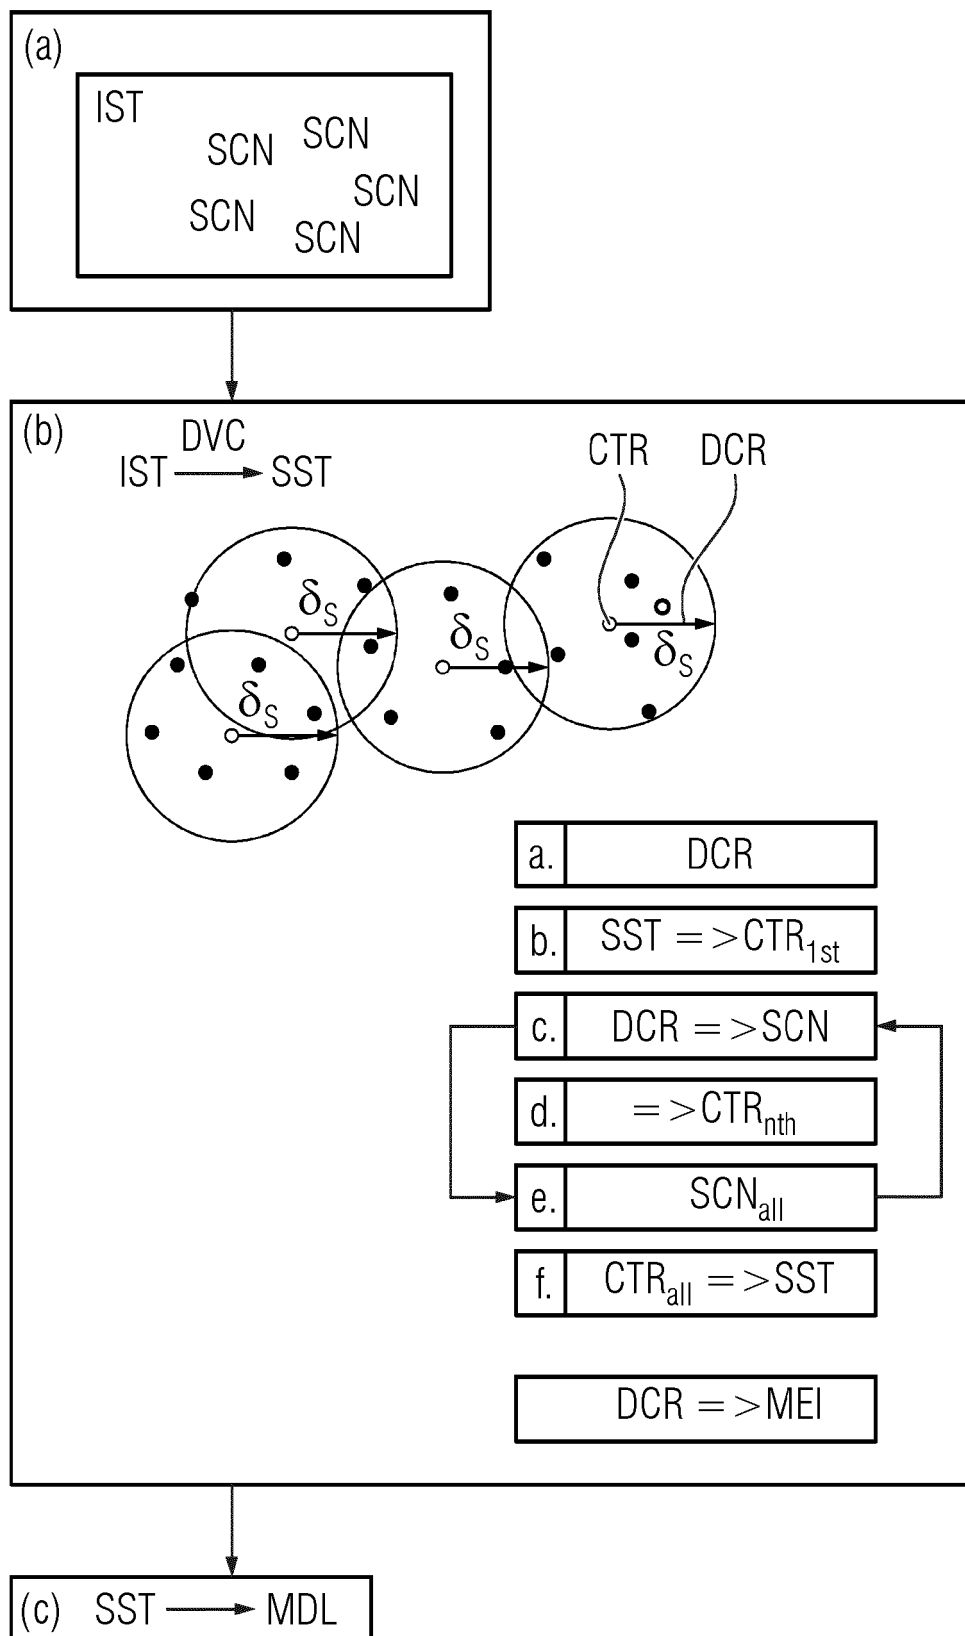 (a)
IST
SCN
SCN
SCN
SCN
SCN
(b)
DVC
IST → SST
CTR DCR
δS
δS
δS
δS
a. DCR
b. SST = >CTR1st
c. DCR = >SCN
d. = >CTRnth
e. SCNall
f. CTRall = >SST
DCR = >MEI
(c) SST → MDL